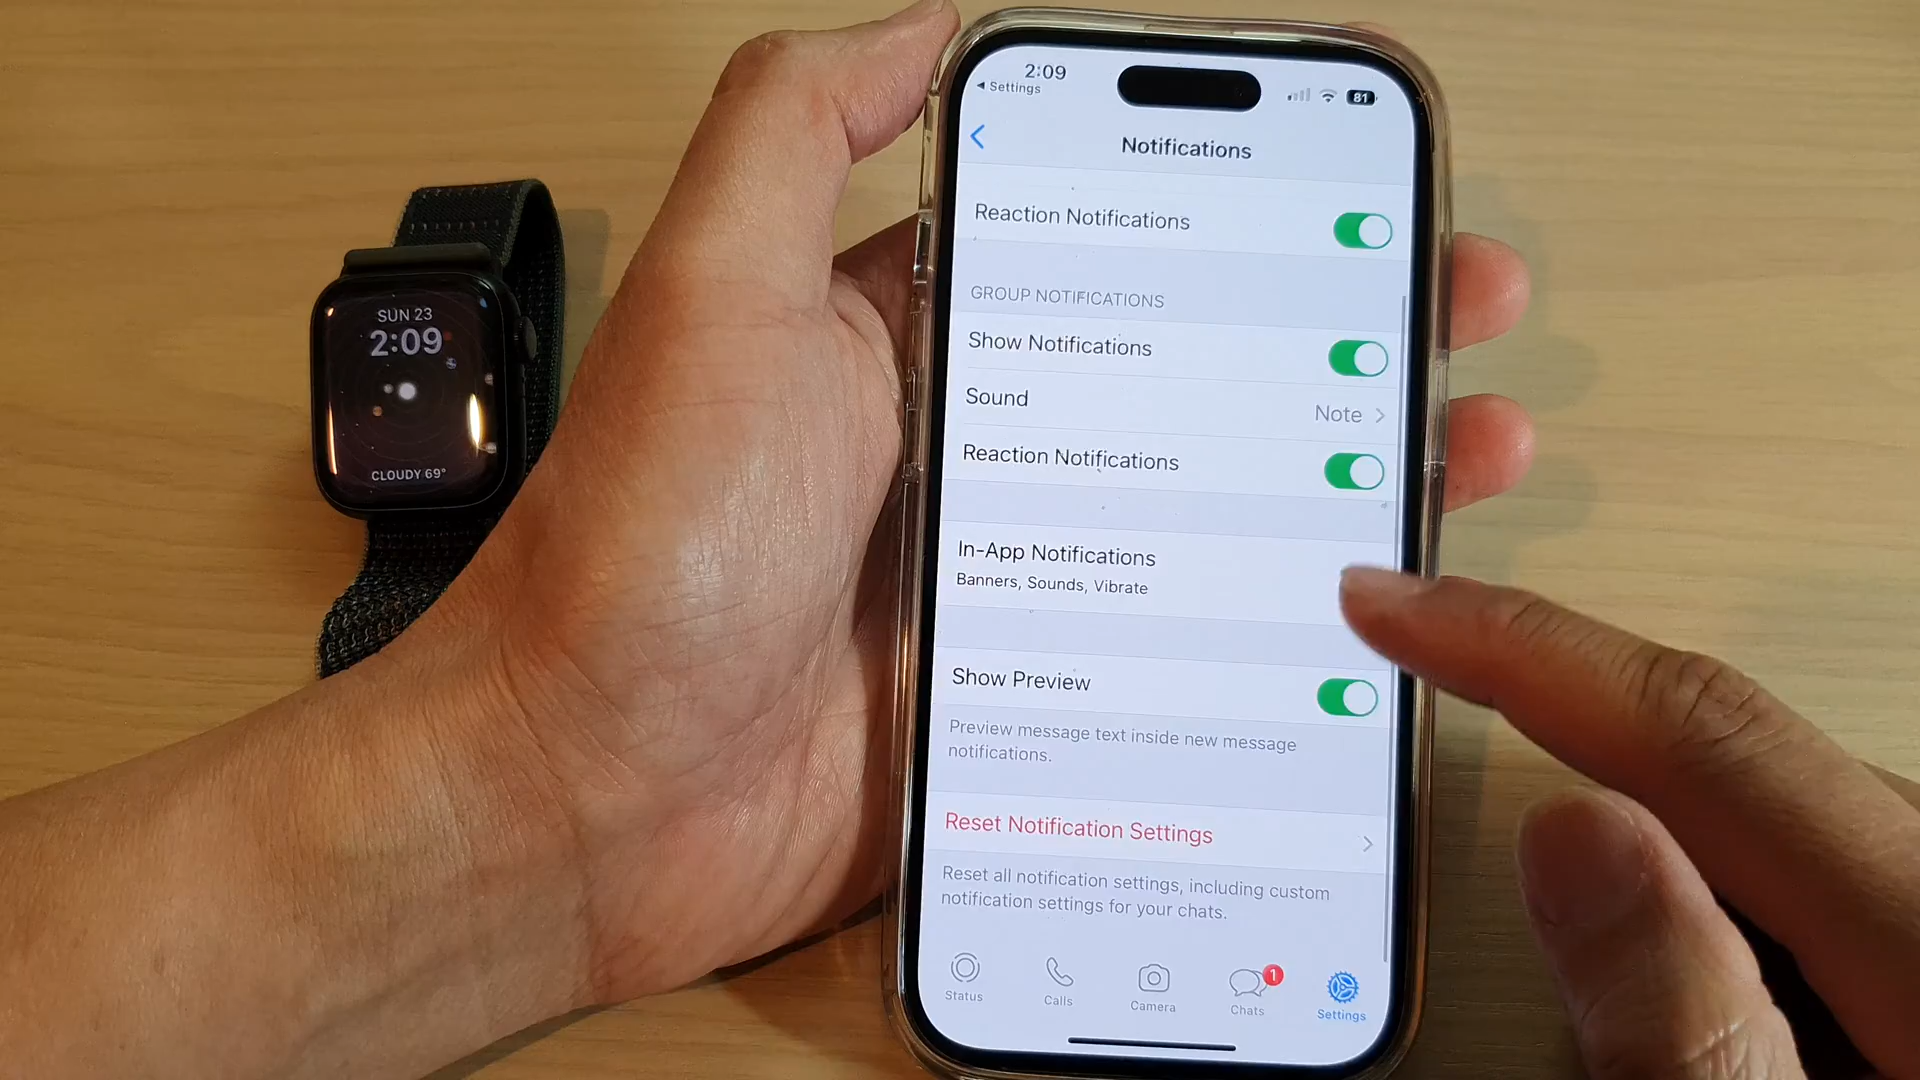 SUN 23
2:09
CLOUDY 69°
2:09
◀ Settings
81
Notifications
Reaction Notifications
GROUP NOTIFICATIONS
Show Notifications
Sound
Note >
Reaction Notifications
In-App Notifications
Banners, Sounds, Vibrate
Show Preview
Preview message text inside new message
notifications.
Reset Notification Settings
Reset all notification settings, including custom
notification settings for your chats.
1
Status
Calls
Camera
Chats
Settings